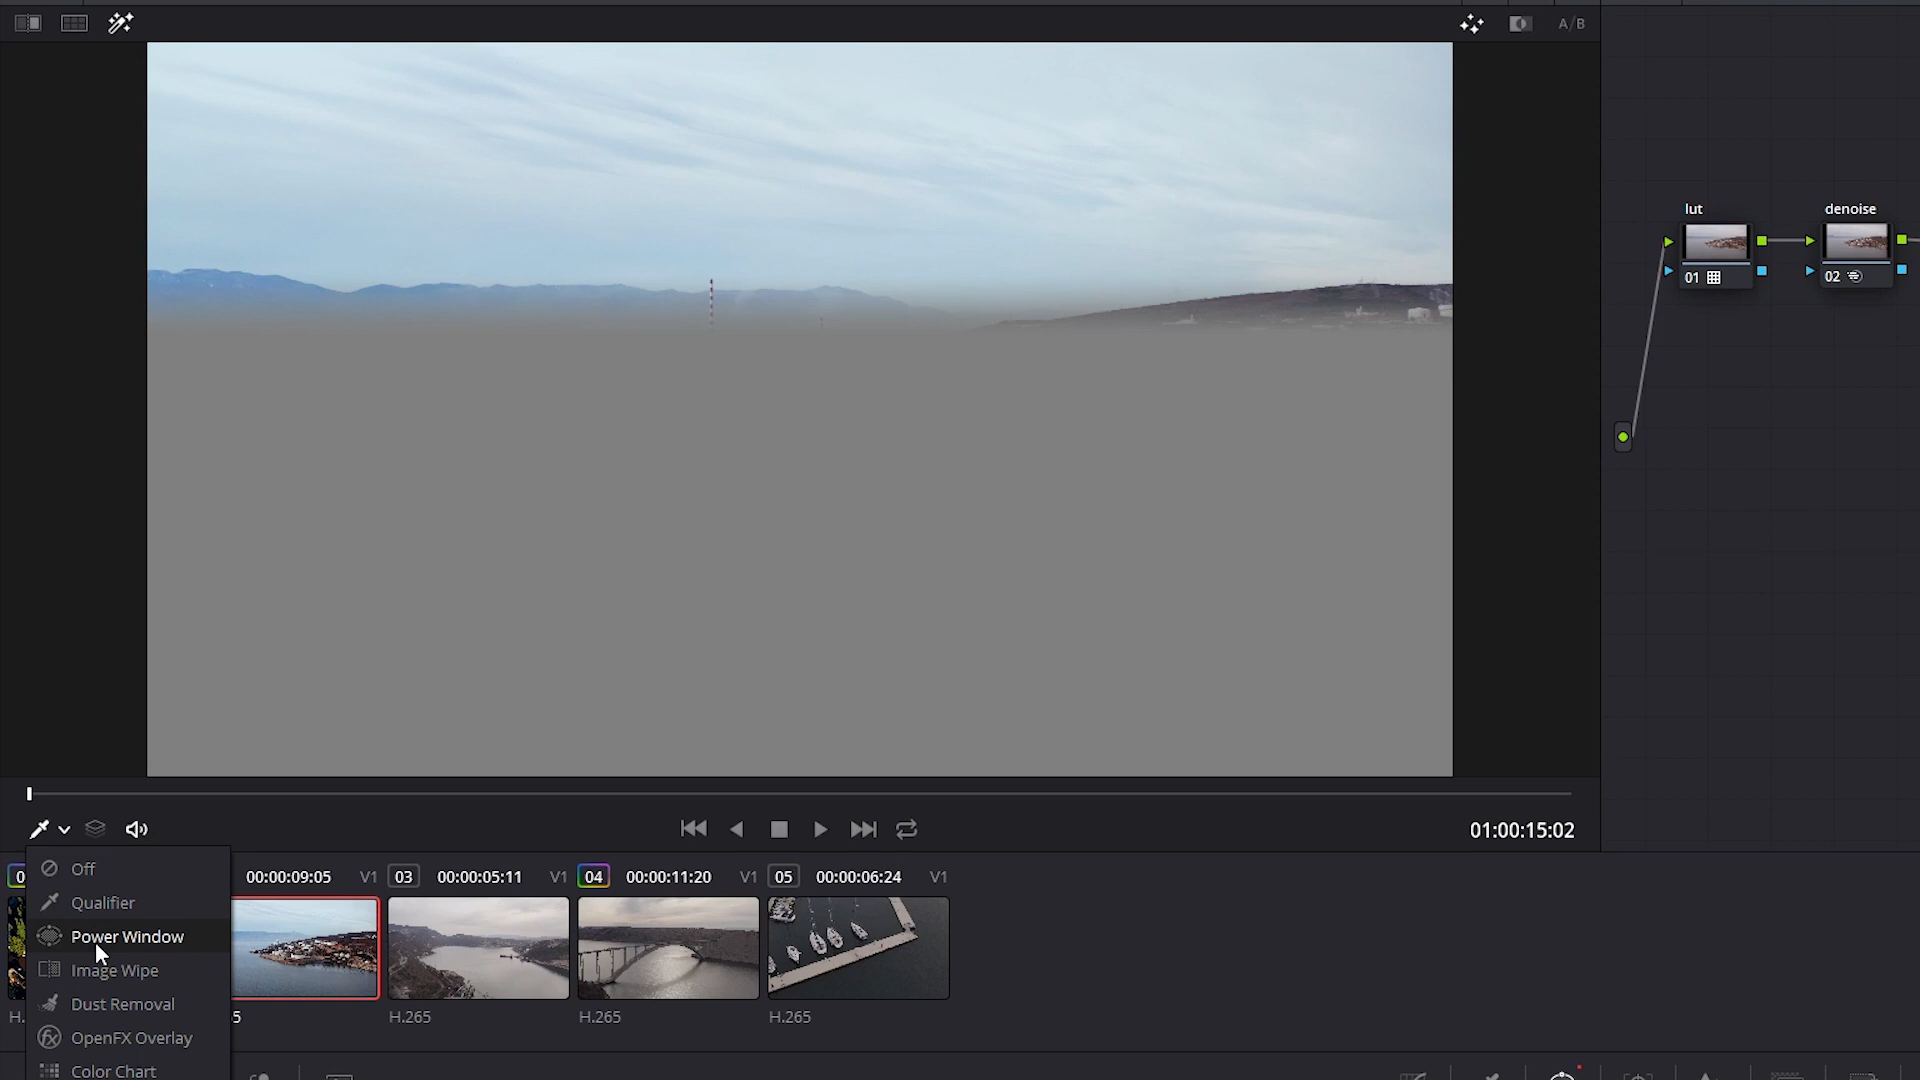 A/B
lut
denoise
01
02
01:00:15:02
Off
Qualifier
Power Window
Image Wipe
Dust Removal
OpenFX Overlay
Color Chart
00:00:09:05 V1
03 00:00:05:11 V1
04 00:00:11:20 V1
05 00:00:06:24 V1
H.265
H.265
H.265